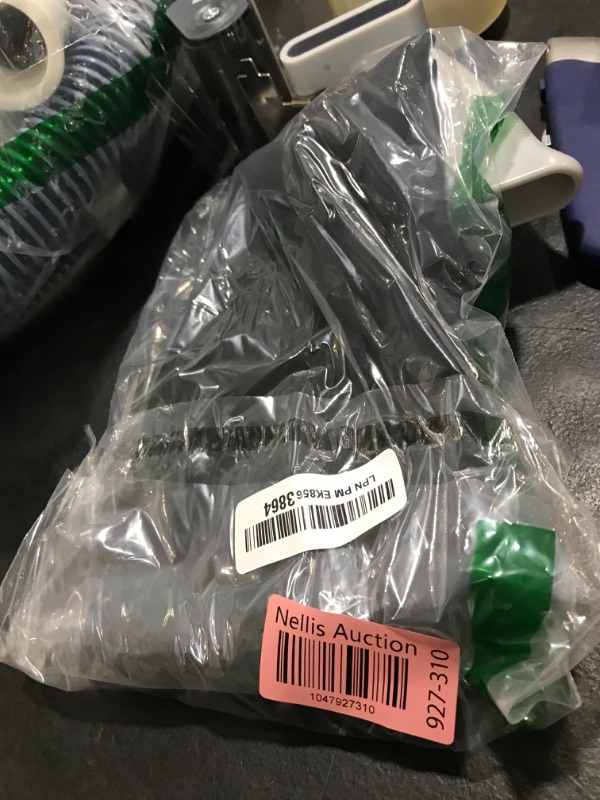 LPN PM EK856 3864
Nellis Auction
1047927310
927-310